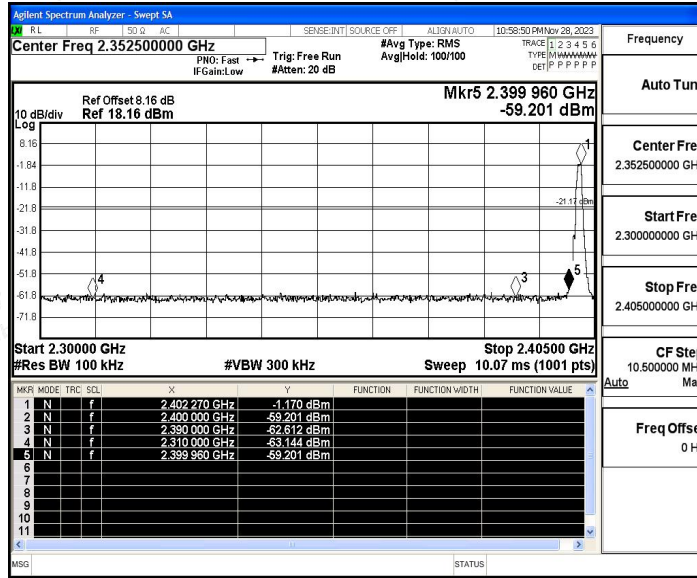 Agilent Spectrum Analyzer - Swept SA
RL RF 50 Ω AC SENSE:INT SOURCE OFF ALIGN AUTO 10:58:50 PM Nov 28, 2023
Center Freq 2.352500000 GHz
PNO: Fast
IFGain:Low
Trig: Free Run
#Atten: 20 dB
#Avg Type: RMS
Avg|Hold: 100/100
TRACE 1 2 3 4 5 6
TYPE M W W W W W
DET P P P P P P
Frequency
Auto Tun
Center Fre
2.352500000 GH
Start Fre
2.300000000 GH
Stop Fre
2.405000000 GH
CF Ste
10.500000 MH
Auto Ma
Freq Offse
0 H
Mkr5 2.399 960 GHz
-59.201 dBm
Ref Offset 8.16 dB
10 dB/div Ref 18.16 dBm
Log
8.16
-1.84
-11.8
-21.8
-31.8
-41.8
-51.8
-61.8
-71.8
1
-21.17 dBm
4
3
5
Start 2.30000 GHz Stop 2.40500 GHz
#Res BW 100 kHz #VBW 300 kHz Sweep 10.07 ms (1001 pts)
MKR MODE TRC SCL X Y FUNCTION FUNCTION WIDTH FUNCTION VALUE
1 N f 2.402 270 GHz -1.170 dBm
2 N f 2.400 000 GHz -59.201 dBm
3 N f 2.390 000 GHz -62.612 dBm
4 N f 2.310 000 GHz -63.144 dBm
5 N f 2.399 960 GHz -59.201 dBm
6
7
8
9
10
11
MSG STATUS